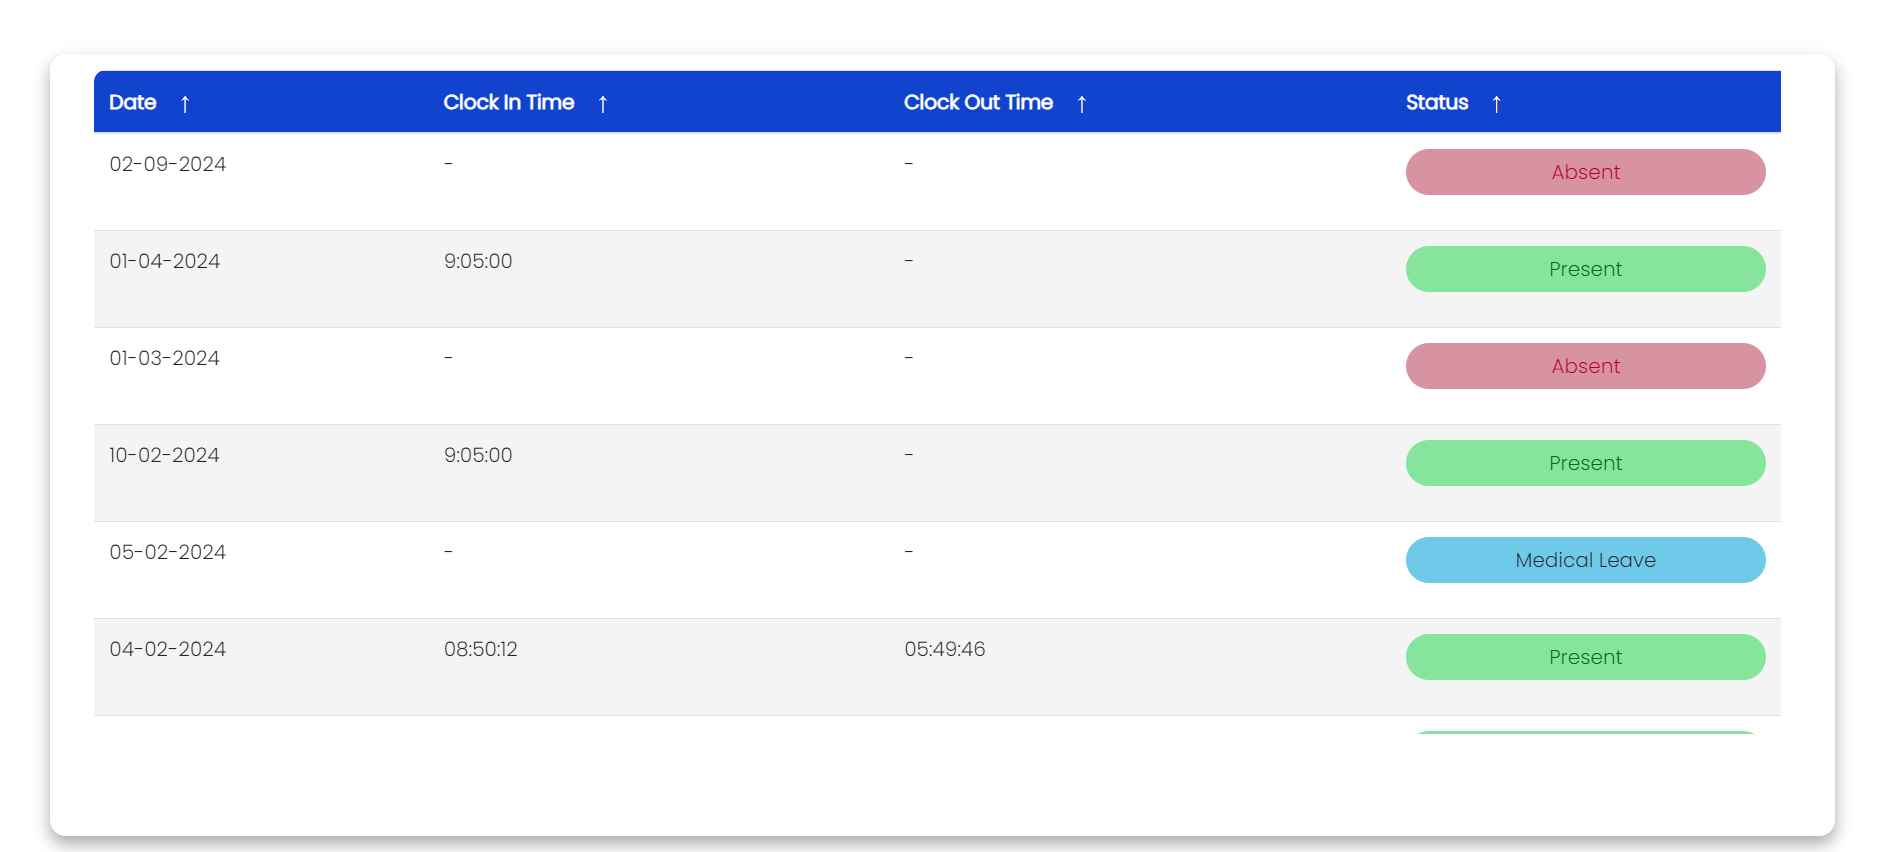 Date ↑ Clock In Time ↑ Clock Out Time ↑ Status ↑
02-09-2024 - - Absent
01-04-2024 9:05:00 - Present
01-03-2024 - - Absent
10-02-2024 9:05:00 - Present
05-02-2024 - - Medical Leave
04-02-2024 08:50:12 05:49:46 Present